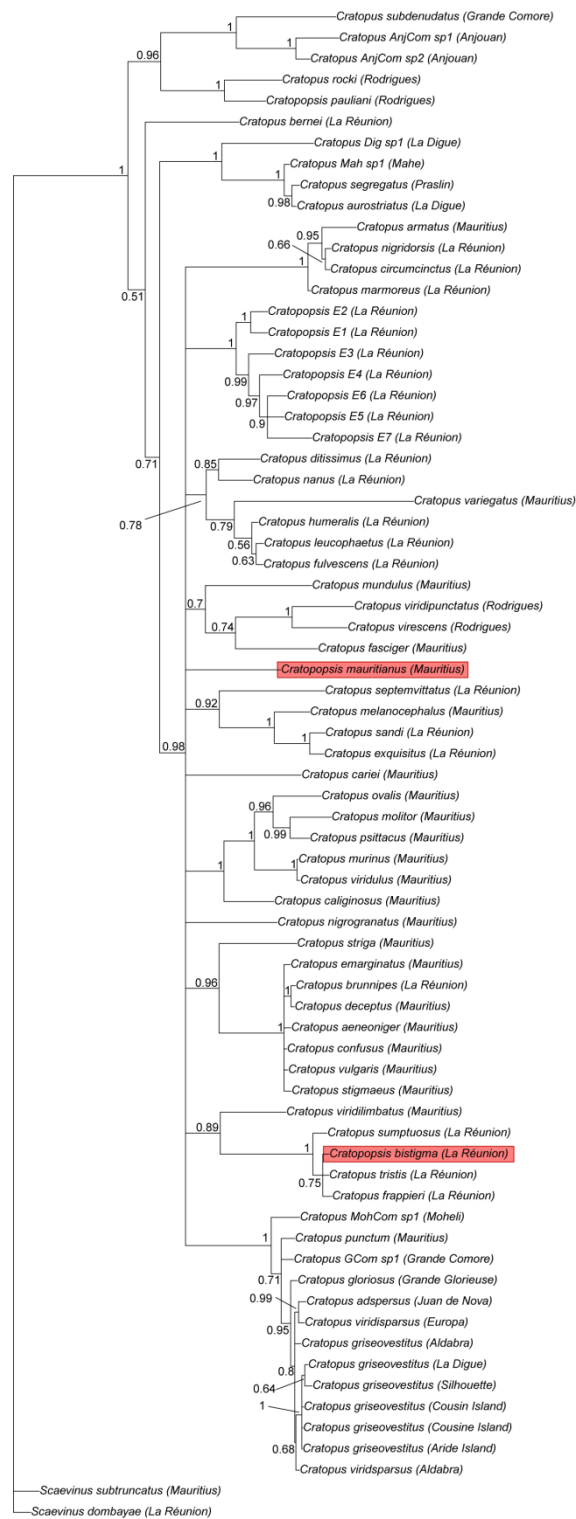 Cratopus subdenudatus (Grande Comore)
1 Cratopus AnjCom sp1 (Anjouan)
0.96
Cratopus AnjCom sp2 (Anjouan)
Cratopus rocki (Rodrigues)
1
Cratopopsis pauliani (Rodrigues)
Cratopus bernei (La Réunion)
Cratopus Dig sp1 (La Digue)
1
1 Cratopus Mah sp1 (Mahe)
1
Cratopus segregatus (Praslin)
0.98 Cratopus aurostriatus (La Digue)
Cratopus armatus (Mauritius)
0.95
0.66 Cratopus nigridorsis (La Réunion)
1 Cratopus circumcinctus (La Réunion)
Cratopus marmoreus (La Réunion)
0.51
Cratopopsis E2 (La Réunion)
1
1 Cratopopsis E1 (La Réunion)
Cratopopsis E3 (La Réunion)
0.99 Cratopopsis E4 (La Réunion)
0.97 Cratopopsis E6 (La Réunion)
0.9 Cratopopsis E5 (La Réunion)
Cratopopsis E7 (La Réunion)
0.71
0.85 Cratopus ditissimus (La Réunion)
Cratopus nanus (La Réunion)
Cratopus variegatus (Mauritius)
0.78 0.79 Cratopus humeralis (La Réunion)
0.56 Cratopus leucophaetus (La Réunion)
0.63 Cratopus fulvescens (La Réunion)
Cratopus mundulus (Mauritius)
0.7 1 Cratopus viridipunctatus (Rodrigues)
0.74 Cratopus virescens (Rodrigues)
Cratopus fasciger (Mauritius)
Cratopopsis mauritianus (Mauritius)
Cratopus septemvittatus (La Réunion)
0.92 Cratopus melanocephalus (Mauritius)
1 Cratopus sandi (La Réunion)
0.98 1 Cratopus exquisitus (La Réunion)
Cratopus cariei (Mauritius)
Cratopus ovalis (Mauritius)
0.96 Cratopus molitor (Mauritius)
1 0.99 Cratopus psittacus (Mauritius)
Cratopus murinus (Mauritius)
1 1 Cratopus viridulus (Mauritius)
Cratopus caliginosus (Mauritius)
Cratopus nigrogranatus (Mauritius)
Cratopus striga (Mauritius)
Cratopus emarginatus (Mauritius)
0.96 1 Cratopus brunnipes (La Réunion)
Cratopus deceptus (Mauritius)
1 Cratopus aeneoniger (Mauritius)
Cratopus confusus (Mauritius)
Cratopus vulgaris (Mauritius)
Cratopus stigmaeus (Mauritius)
Cratopus viridilimbatus (Mauritius)
0.89 Cratopus sumptuosus (La Réunion)
1 Cratopopsis bistigma (La Réunion)
0.75 Cratopus tristis (La Réunion)
Cratopus frappieri (La Réunion)
Cratopus MohCom sp1 (Moheli)
1 Cratopus punctum (Mauritius)
Cratopus GCom sp1 (Grande Comore)
0.71 Cratopus gloriosus (Grande Glorieuse)
0.99 Cratopus adspersus (Juan de Nova)
0.95 Cratopus viridisparsus (Europa)
Cratopus griseovestitus (Aldabra)
0.8 Cratopus griseovestitus (La Digue)
0.64 Cratopus griseovestitus (Silhouette)
1 Cratopus griseovestitus (Cousin Island)
Cratopus griseovestitus (Cousine Island)
0.68 Cratopus griseovestitus (Aride Island)
Cratopus viridsparsus (Aldabra)
Scaevinus subtruncatus (Mauritius)
Scaevinus dombayae (La Réunion)